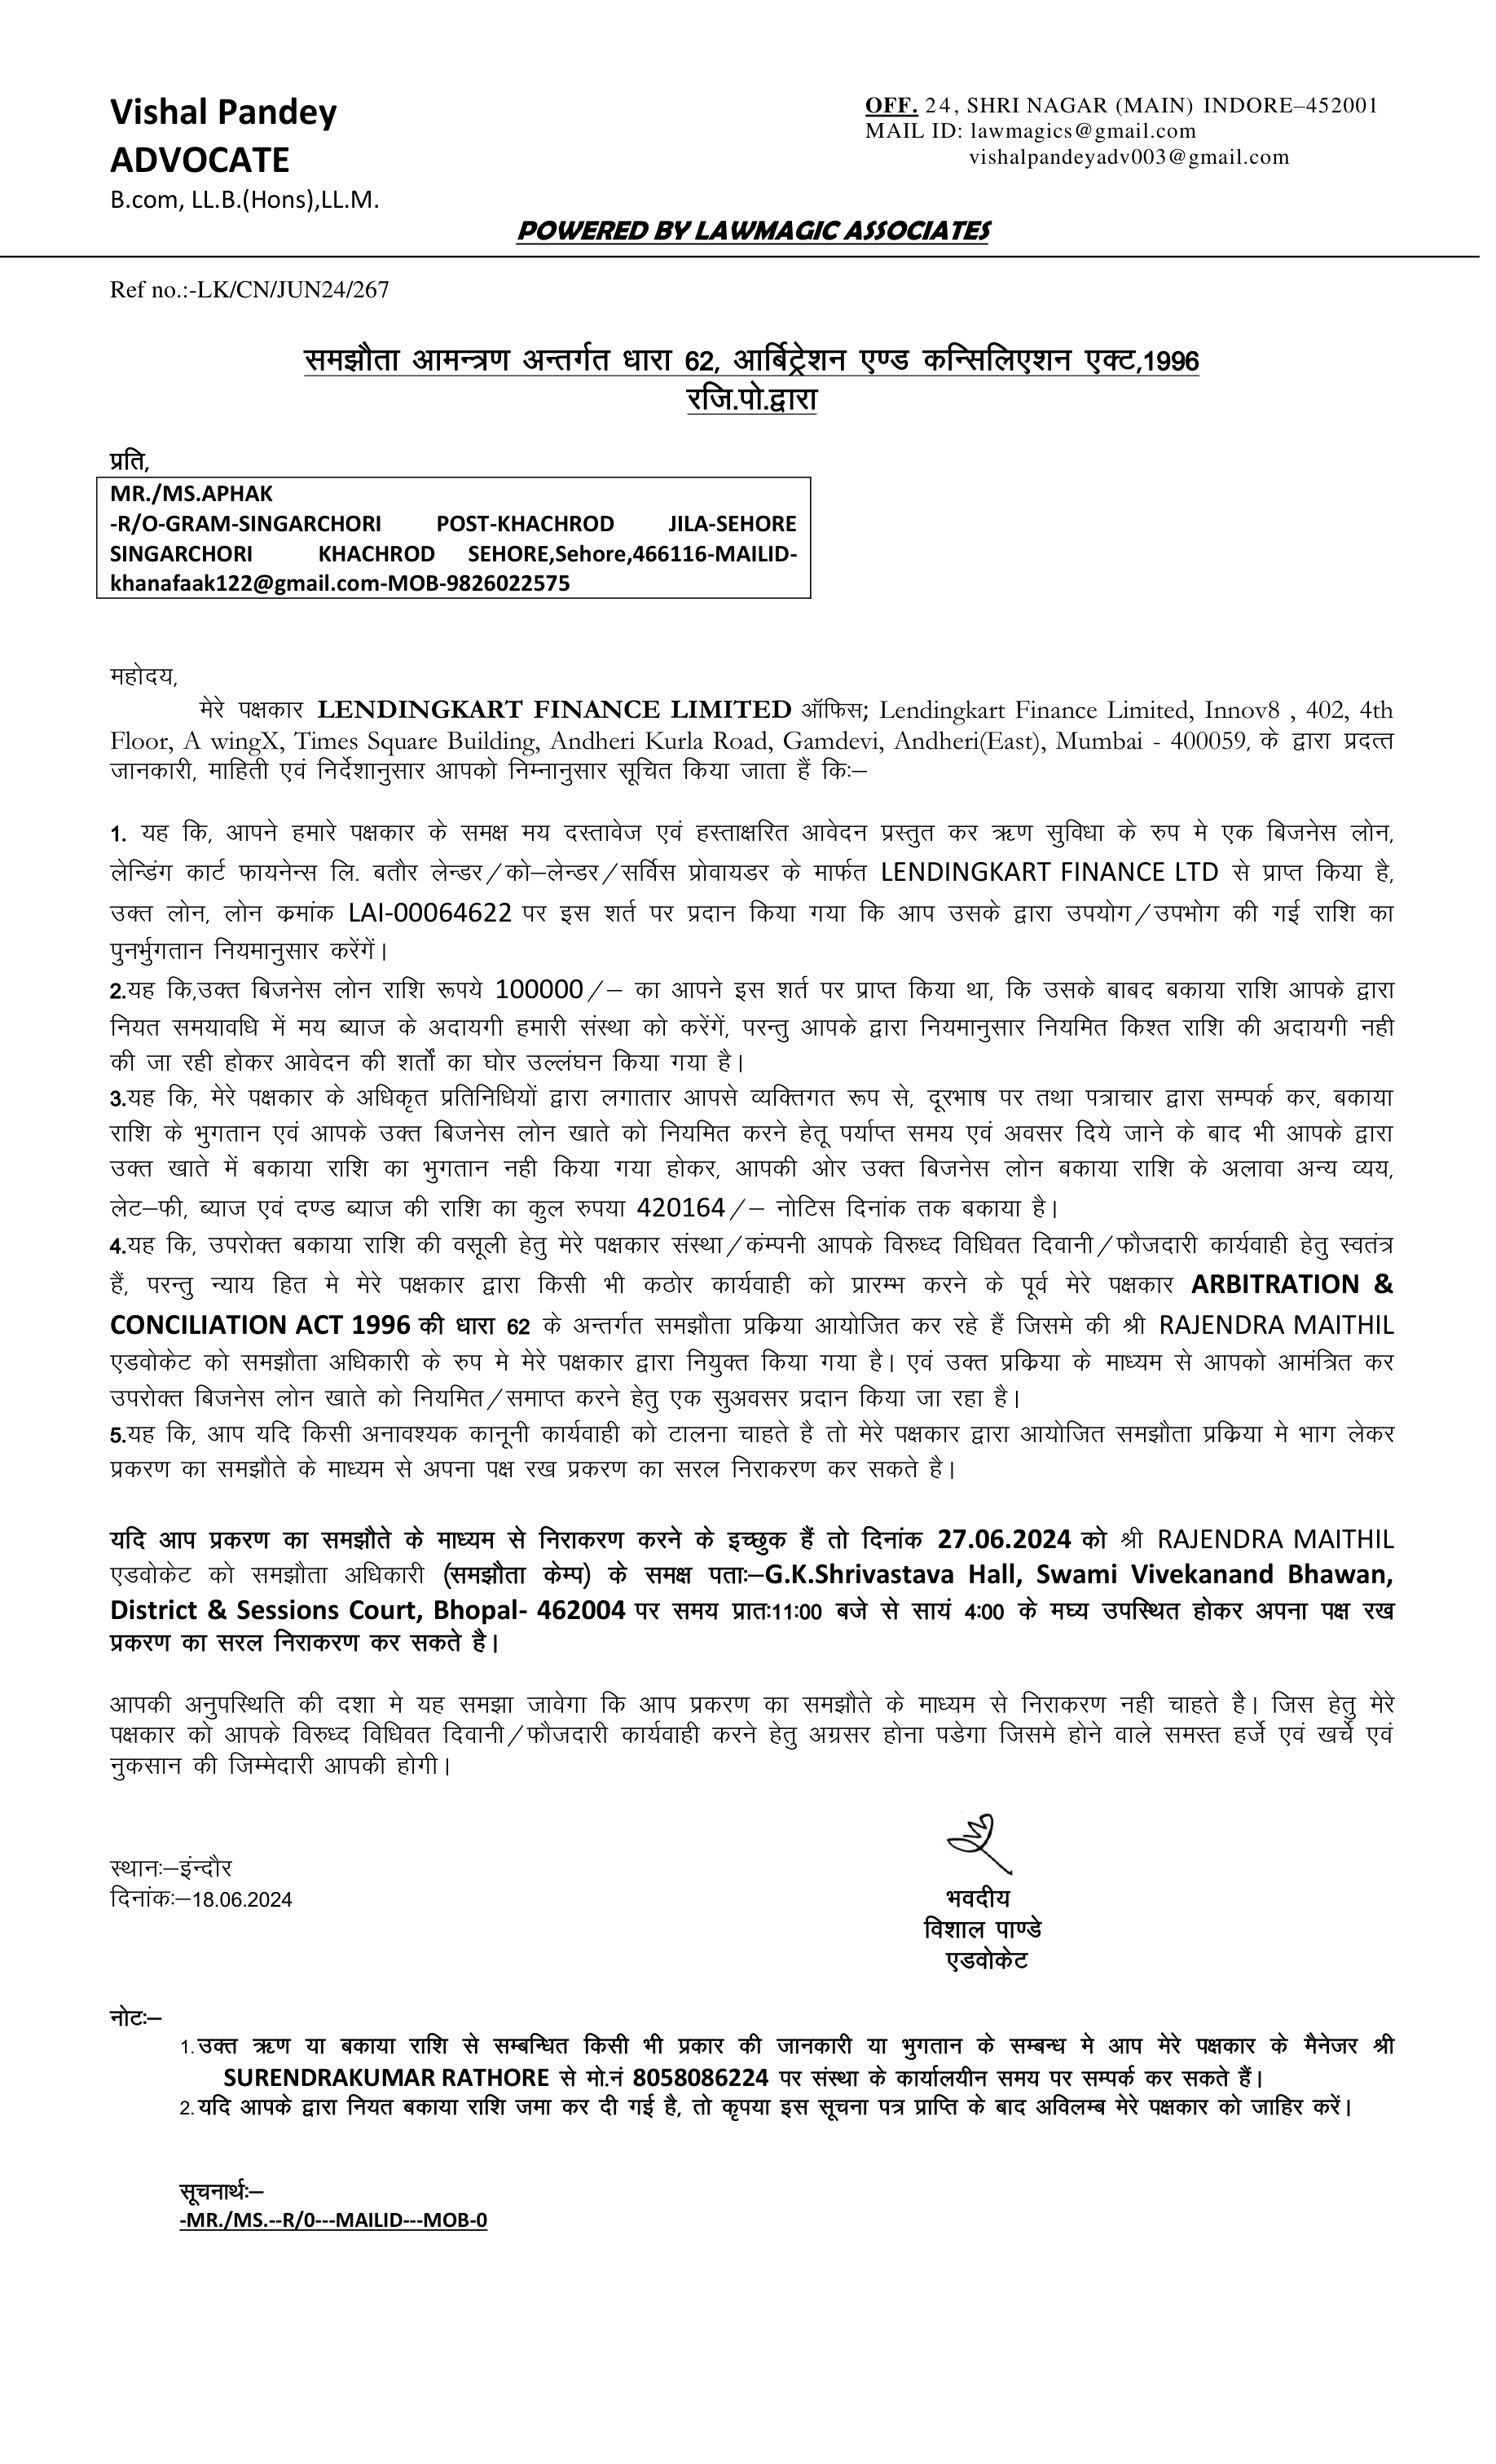 Vishal Pandey
ADVOCATE
B.com, LL.B.(Hons),LL.M.
OFF. 24, SHRI NAGAR (MAIN) INDORE–452001
MAIL ID: lawmagics@gmail.com
vishalpandeyadv003@gmail.com
POWERED BY LAWMAGIC ASSOCIATES
Ref no.:-LK/CN/JUN24/267
समझौता आमन्त्रण अन्तर्गत धारा 62, आर्बिट्रेशन एण्ड कन्सिलिएशन एक्ट,1996
रजि.पो.द्वारा
प्रति,
MR./MS.APHAK
-R/O-GRAM-SINGARCHORI POST-KHACHROD JILA-SEHORE
SINGARCHORI KHACHROD SEHORE,Sehore,466116-MAILID-
khanafaak122@gmail.com-MOB-9826022575
महोदय,
मेरे पक्षकार LENDINGKART FINANCE LIMITED ऑफिस; Lendingkart Finance Limited, Innov8 , 402, 4th
Floor, A wingX, Times Square Building, Andheri Kurla Road, Gamdevi, Andheri(East), Mumbai - 400059, के द्वारा प्रदत्त
जानकारी, माहिती एवं निर्देशानुसार आपको निम्नानुसार सूचित किया जाता हैं कि:–
1. यह कि, आपने हमारे पक्षकार के समक्ष मय दस्तावेज एवं हस्ताक्षरित आवेदन प्रस्तुत कर ऋण सुविधा के रुप मे एक बिजनेस लोन,
लेन्डिंग कार्ट फायनेन्स लि. बतौर लेन्डर/को–लेन्डर/सर्विस प्रोवायडर के मार्फत LENDINGKART FINANCE LTD से प्राप्त किया है,
उक्त लोन, लोन क्रमांक LAI-00064622 पर इस शर्त पर प्रदान किया गया कि आप उसके द्वारा उपयोग/उपभोग की गई राशि का
पुनर्भुगतान नियमानुसार करेंगें।
2.यह कि,उक्त बिजनेस लोन राशि रूपये 100000/– का आपने इस शर्त पर प्राप्त किया था, कि उसके बाबद बकाया राशि आपके द्वारा
नियत समयावधि में मय ब्याज के अदायगी हमारी संस्था को करेंगें, परन्तु आपके द्वारा नियमानुसार नियमित किश्त राशि की अदायगी नही
की जा रही होकर आवेदन की शर्तों का घोर उल्लंघन किया गया है।
3.यह कि, मेरे पक्षकार के अधिकृत प्रतिनिधियों द्वारा लगातार आपसे व्यक्तिगत रूप से, दूरभाष पर तथा पत्राचार द्वारा सम्पर्क कर, बकाया
राशि के भुगतान एवं आपके उक्त बिजनेस लोन खाते को नियमित करने हेतू पर्याप्त समय एवं अवसर दिये जाने के बाद भी आपके द्वारा
उक्त खाते में बकाया राशि का भुगतान नही किया गया होकर, आपकी ओर उक्त बिजनेस लोन बकाया राशि के अलावा अन्य व्यय,
लेट–फी, ब्याज एवं दण्ड ब्याज की राशि का कुल रुपया 420164/– नोटिस दिनांक तक बकाया है।
4.यह कि, उपरोक्त बकाया राशि की वसूली हेतु मेरे पक्षकार संस्था/कंम्पनी आपके विरुध्द विधिवत दिवानी/फौजदारी कार्यवाही हेतु स्वतंत्र
हैं, परन्तु न्याय हित मे मेरे पक्षकार द्वारा किसी भी कठोर कार्यवाही को प्रारम्भ करने के पूर्व मेरे पक्षकार ARBITRATION &
CONCILIATION ACT 1996 की धारा 62 के अन्तर्गत समझौता प्रक्रिया आयोजित कर रहे हैं जिसमे की श्री RAJENDRA MAITHIL
एडवोकेट को समझौता अधिकारी के रुप मे मेरे पक्षकार द्वारा नियुक्त किया गया है। एवं उक्त प्रक्रिया के माध्यम से आपको आमंत्रित कर
उपरोक्त बिजनेस लोन खाते को नियमित/समाप्त करने हेतु एक सुअवसर प्रदान किया जा रहा है।
5.यह कि, आप यदि किसी अनावश्यक कानूनी कार्यवाही को टालना चाहते है तो मेरे पक्षकार द्वारा आयोजित समझौता प्रक्रिया मे भाग लेकर
प्रकरण का समझौते के माध्यम से अपना पक्ष रख प्रकरण का सरल निराकरण कर सकते है।
यदि आप प्रकरण का समझौते के माध्यम से निराकरण करने के इच्छुक हैं तो दिनांक 27.06.2024 को श्री RAJENDRA MAITHIL
एडवोकेट को समझौता अधिकारी (समझौता केम्प) के समक्ष पता:–G.K.Shrivastava Hall, Swami Vivekanand Bhawan,
District & Sessions Court, Bhopal- 462004 पर समय प्रातः11:00 बजे से सायं 4:00 के मघ्य उपस्थित होकर अपना पक्ष रख
प्रकरण का सरल निराकरण कर सकते है।
आपकी अनुपस्थिति की दशा मे यह समझा जावेगा कि आप प्रकरण का समझौते के माध्यम से निराकरण नही चाहते है। जिस हेतु मेरे
पक्षकार को आपके विरुध्द विधिवत दिवानी/फौजदारी कार्यवाही करने हेतु अग्रसर होना पडेगा जिसमे होने वाले समस्त हर्जे एवं खर्चे एवं
नुकसान की जिम्मेदारी आपकी होगी।
स्थान:–इंन्दौर
दिनांक:–18.06.2024
भवदीय
विशाल पाण्डे
एडवोकेट
नोट:–
1.उक्त ऋण या बकाया राशि से सम्बन्धित किसी भी प्रकार की जानकारी या भुगतान के सम्बन्ध मे आप मेरे पक्षकार के मैनेजर श्री
SURENDRAKUMAR RATHORE से मो.नं 8058086224 पर संस्था के कार्यालयीन समय पर सम्पर्क कर सकते हैं।
2.यदि आपके द्वारा नियत बकाया राशि जमा कर दी गई है, तो कृपया इस सूचना पत्र प्राप्ति के बाद अविलम्ब मेरे पक्षकार को जाहिर करें।
सूचनार्थ:–
-MR./MS.--R/0---MAILID---MOB-0